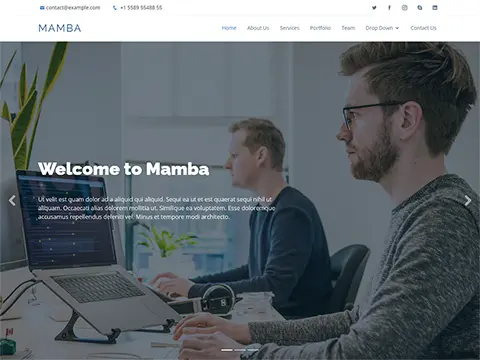 contact@example.com +1 5589 55488 55
MAMBA
Home About Us Services Portfolio Team Drop Down Contact Us
Welcome to Mamba
Ut velit est quam dolor ad a aliquid qui aliquid. Sequi ea ut et est quaerat sequi nihil ut
aliquam. Occaecati alias dolorem mollitia ut. Similique ea voluptatem. Esse doloremque
accusamus repellendus deleniti vel. Minus et tempore modi architecto.